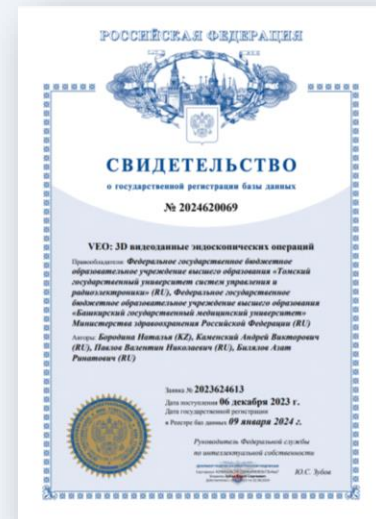 РОССИЙСКАЯ ФЕДЕРАЦИЯ
СВИДЕТЕЛЬСТВО
о государственной регистрации базы данных
№ 2024620069
VEO: 3D видеоданные эндоскопических операций
Правообладатели: Федеральное государственное бюджетное
образовательное учреждение высшего образования «Томский
государственный университет систем управления и
радиоэлектроники» (RU), Федеральное государственное
бюджетное образовательное учреждение высшего образования
«Башкирский государственный медицинский университет»
Министерства здравоохранения Российской Федерации (RU)
Авторы: Бородина Наталья (KZ), Каменский Андрей Викторович
(RU), Павлов Валентин Николаевич (RU), Билялов Азат
Ринатович (RU)
Заявка № 2023624613
Дата поступления 06 декабря 2023 г.
Дата государственной регистрации
в Реестре баз данных 09 января 2024 г.
Руководитель Федеральной службы
по интеллектуальной собственности
Ю.С. Зубов